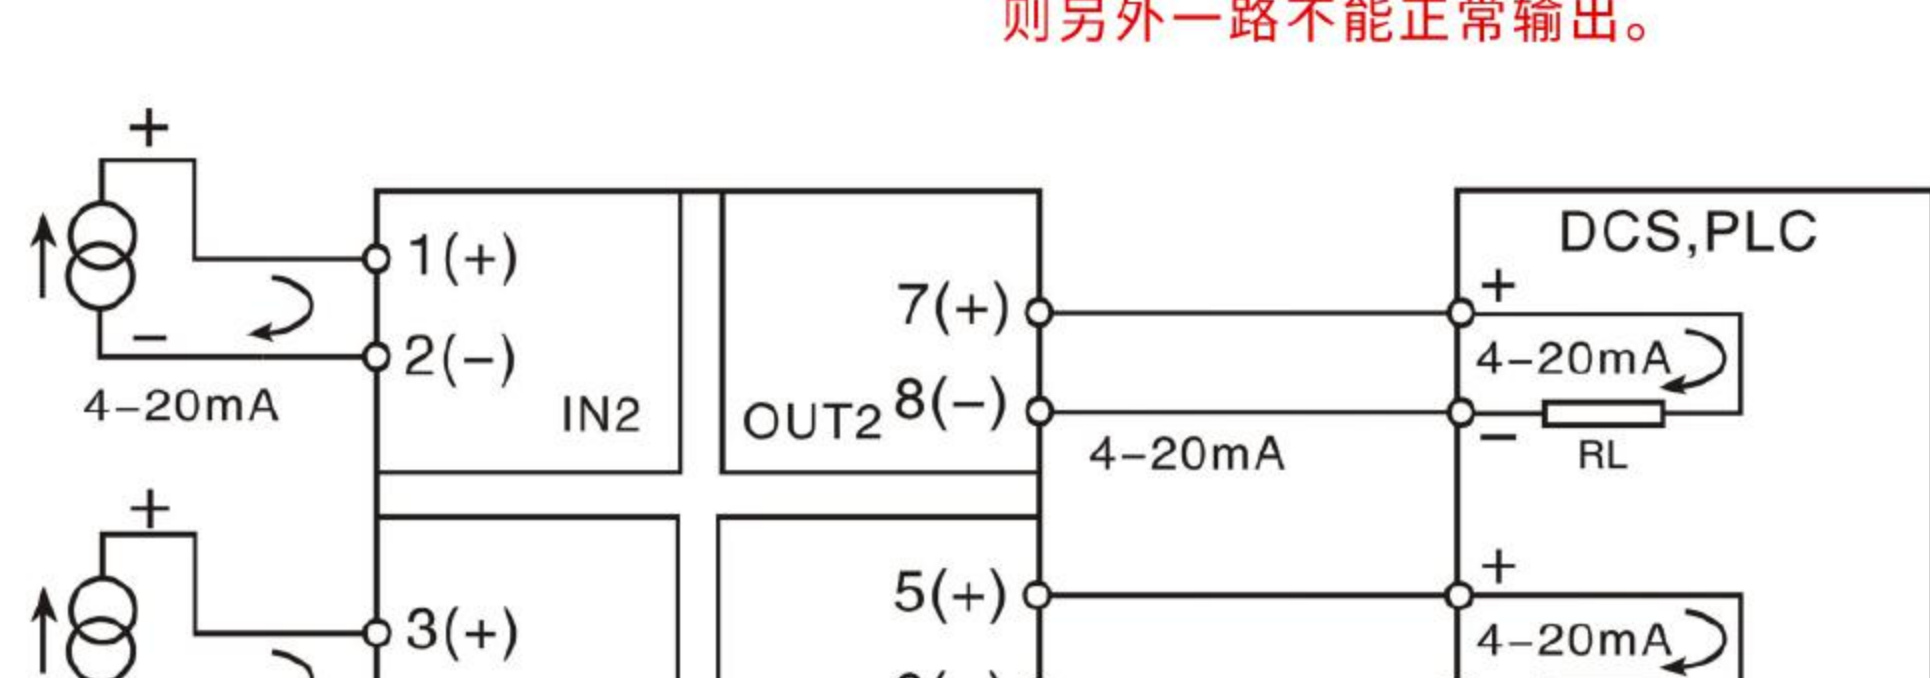 则另外一路不能正常输出。
+
DCS,PLC
1(+)
7(+)
+
−
2(−)
4−20mA
4−20mA
IN2
OUT2
8(−)
4−20mA
−
RL
+
5(+)
+
3(+)
4−20mA